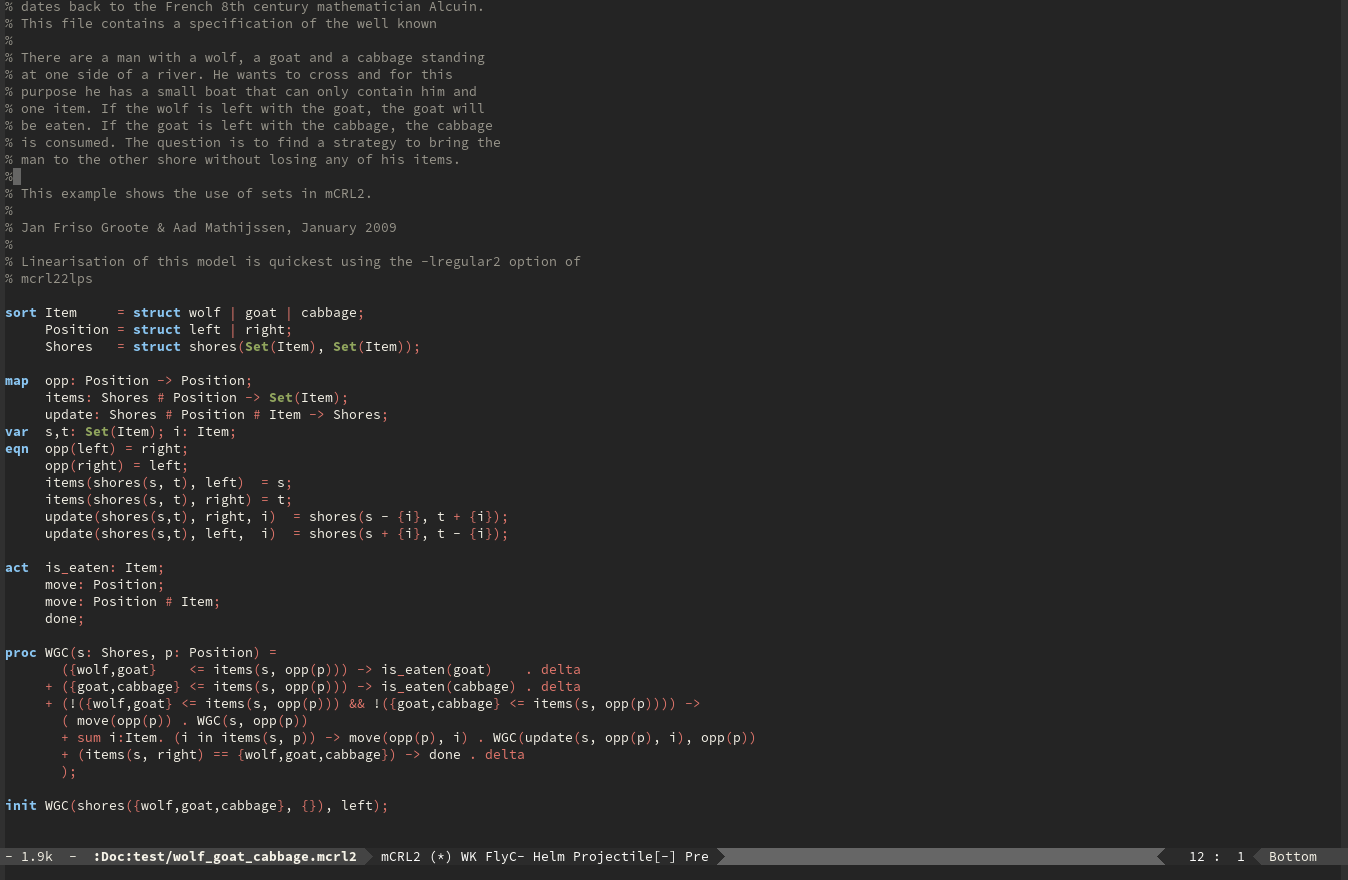 % dates back to the French 8th century mathematician Alcuin.
% This file contains a specification of the well known
%
% There are a man with a wolf, a goat and a cabbage standing
% at one side of a river. He wants to cross and for this
% purpose he has a small boat that can only contain him and
% one item. If the wolf is left with the goat, the goat will
% be eaten. If the goat is left with the cabbage, the cabbage
% is consumed. The question is to find a strategy to bring the
% man to the other shore without losing any of his items.
%
% This example shows the use of sets in mCRL2.
%
% Jan Friso Groote & Aad Mathijssen, January 2009
%
% Linearisation of this model is quickest using the -lregular2 option of
% mcrl22lps

sort Item     = struct wolf | goat | cabbage;
     Position = struct left | right;
     Shores   = struct shores(Set(Item), Set(Item));

map  opp: Position -> Position;
     items: Shores # Position -> Set(Item);
     update: Shores # Position # Item -> Shores;
var  s,t: Set(Item); i: Item;
eqn  opp(left) = right;
     opp(right) = left;
     items(shores(s, t), left)  = s;
     items(shores(s, t), right) = t;
     update(shores(s,t), right, i)  = shores(s - {i}, t + {i});
     update(shores(s,t), left,  i)  = shores(s + {i}, t - {i});

act  is_eaten: Item;
     move: Position;
     move: Position # Item;
     done;

proc WGC(s: Shores, p: Position) =
       ({wolf,goat}    <= items(s, opp(p))) -> is_eaten(goat)    . delta
     + ({goat,cabbage} <= items(s, opp(p))) -> is_eaten(cabbage) . delta
     + (!({wolf,goat} <= items(s, opp(p))) && !({goat,cabbage} <= items(s, opp(p)))) ->
       ( move(opp(p)) . WGC(s, opp(p))
       + sum i:Item. (i in items(s, p)) -> move(opp(p), i) . WGC(update(s, opp(p), i), opp(p))
       + (items(s, right) == {wolf,goat,cabbage}) -> done . delta
       );

init WGC(shores({wolf,goat,cabbage}, {}), left);

- 1.9k  -  :Doc:test/wolf_goat_cabbage.mcrl2  mCRL2 (*) WK FlyC- Helm Projectile[-] Pre  12 :  1  Bottom